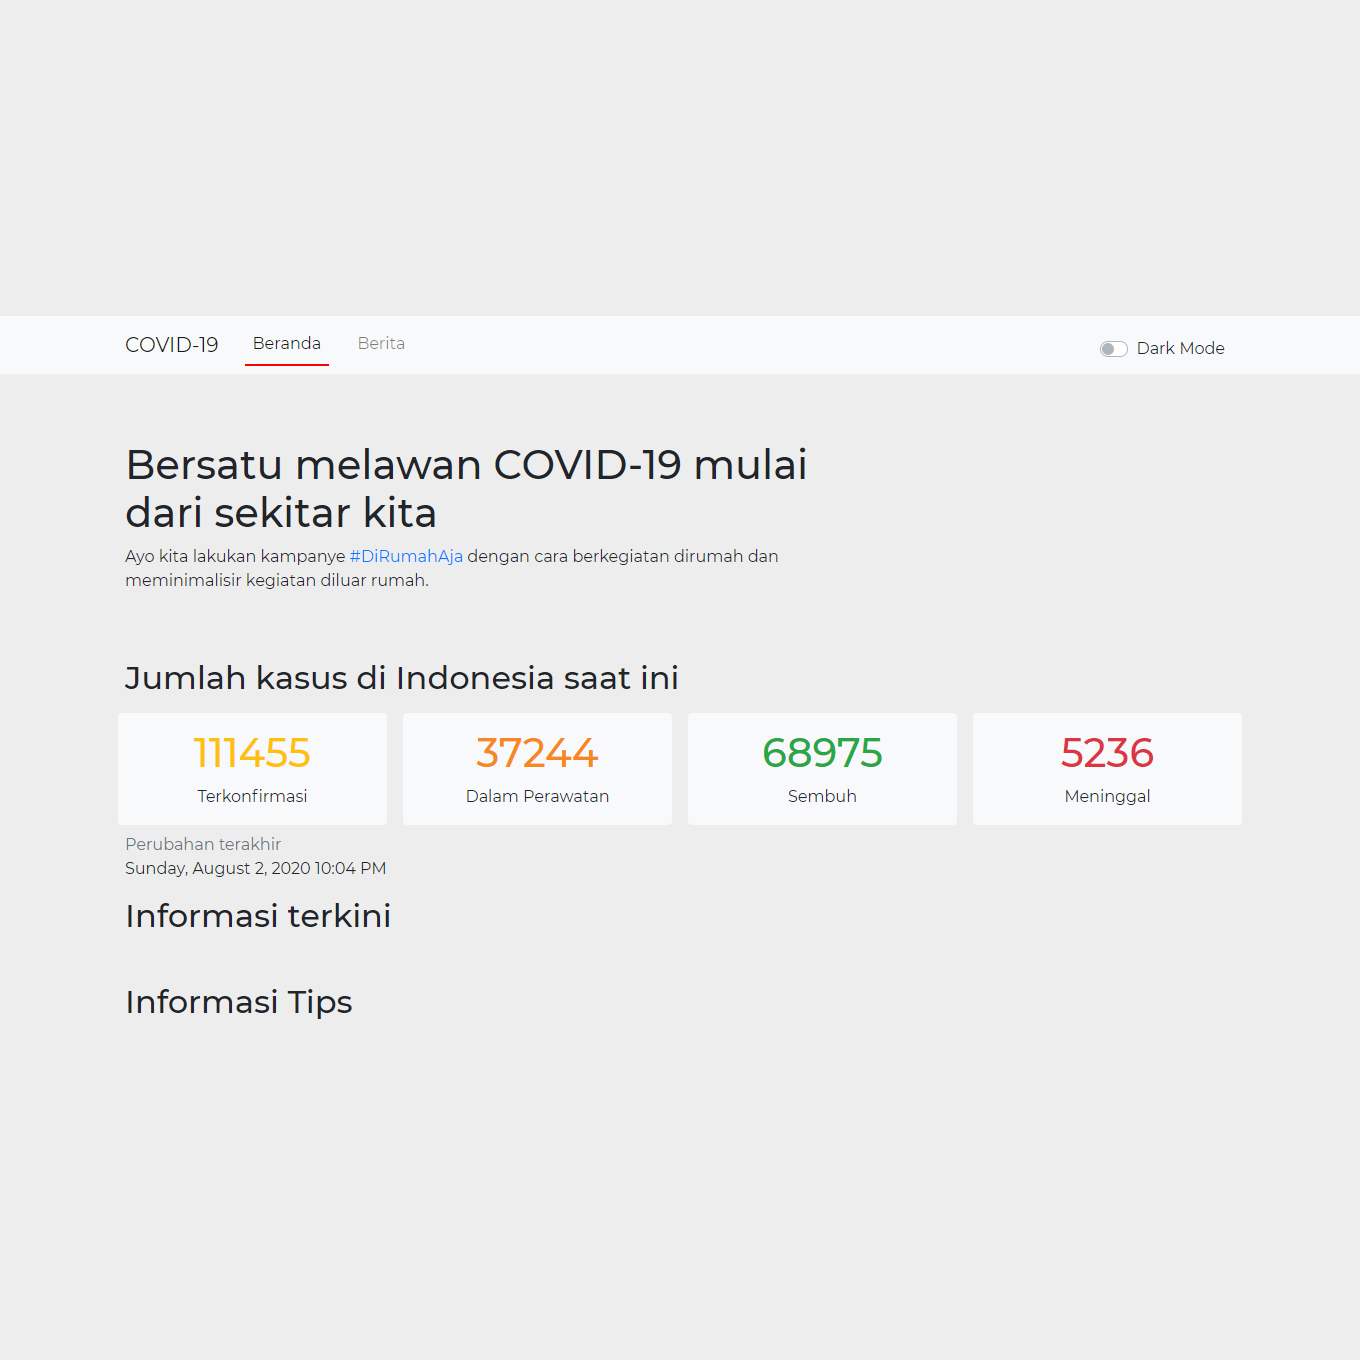 COVID-19
Beranda
Berita
Dark Mode
Bersatu melawan COVID-19 mulai
dari sekitar kita
Ayo kita lakukan kampanye #DiRumahAja dengan cara berkegiatan dirumah dan
meminimalisir kegiatan diluar rumah.
Jumlah kasus di Indonesia saat ini
111455
Terkonfirmasi
37244
Dalam Perawatan
68975
Sembuh
5236
Meninggal
Perubahan terakhir
Sunday, August 2, 2020 10:04 PM
Informasi terkini
Informasi Tips